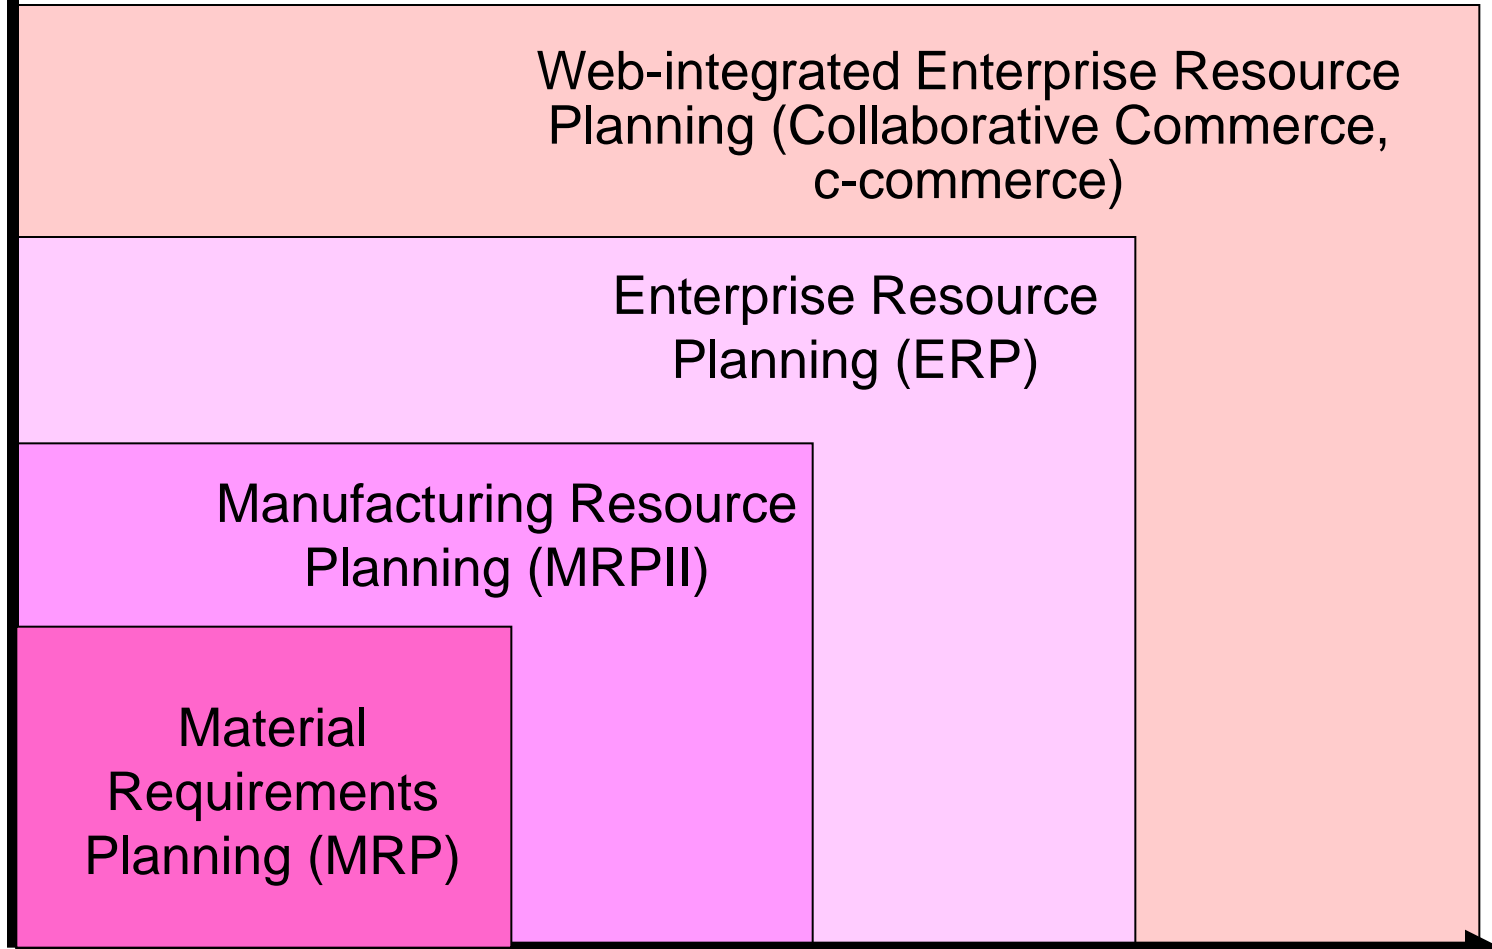 Web-integrated Enterprise Resource
Planning (Collaborative Commerce,
c-commerce)
Enterprise Resource
Planning (ERP)
Manufacturing Resource
Planning (MRPII)
Material
Requirements
Planning (MRP)